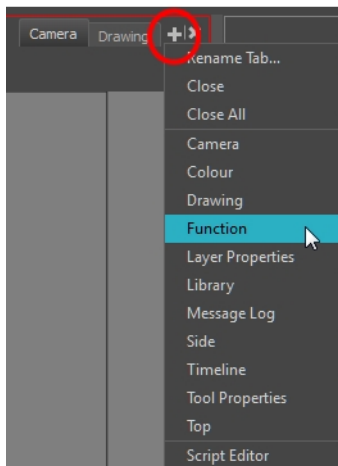 Camera
Drawing
Rename Tab...
Close
Close All
Camera
Colour
Drawing
Function
Layer Properties
Library
Message Log
Side
Timeline
Tool Properties
Top
Script Editor